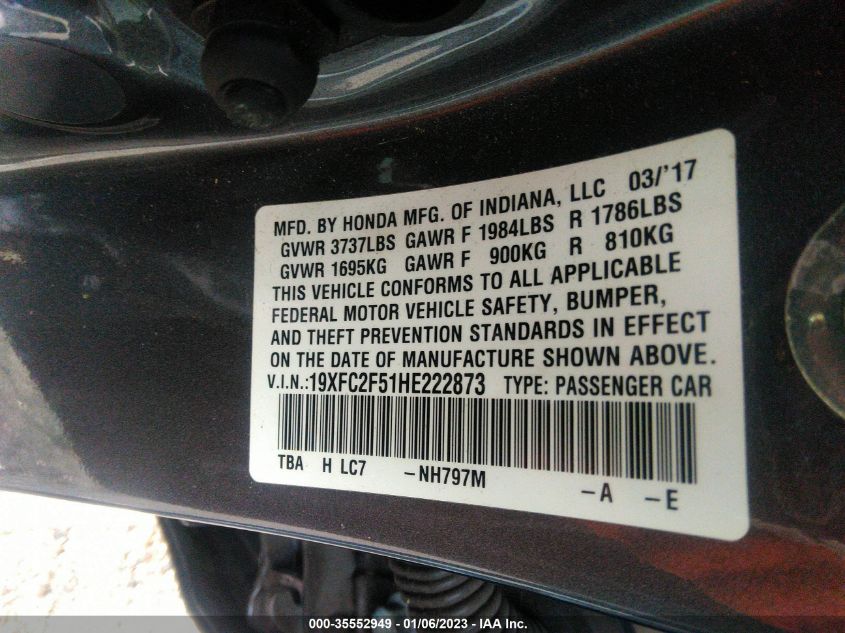 MFD. BY HONDA MFG. OF INDIANA, LLC 03/'17
GVWR 3737LBS GAWR F 1984LBS R 1786LBS
GVWR 1695KG GAWR F 900KG R 810KG
THIS VEHICLE CONFORMS TO ALL APPLICABLE
FEDERAL MOTOR VEHICLE SAFETY, BUMPER,
AND THEFT PREVENTION STANDARDS IN EFFECT
ON THE DATE OF MANUFACTURE SHOWN ABOVE.
V.I.N.:19XFC2F51HE222873 TYPE: PASSENGER CAR
TBA H LC7 -NH797M -A -E
000-35552949 - 01/06/2023 - IAA Inc.